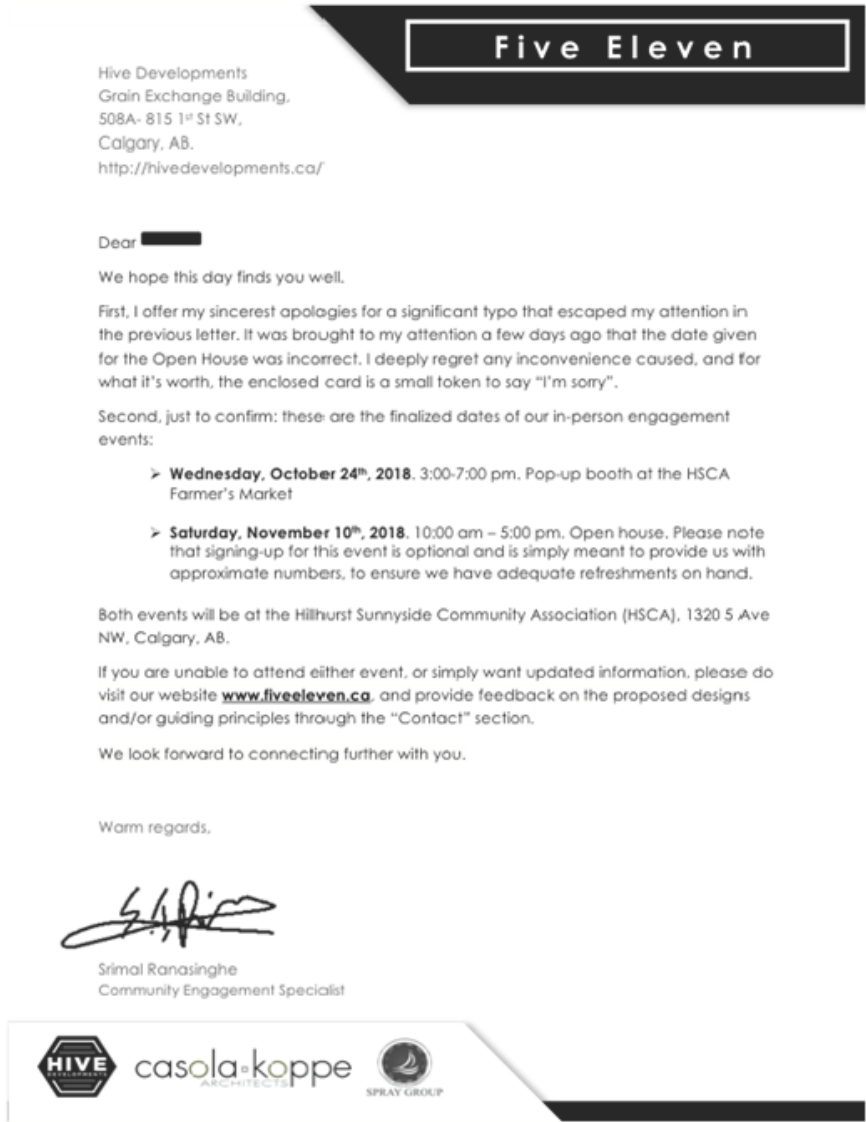 Five Eleven
Hive Developments
Grain Exchange Building,
508A- 815 1st St SW,
Calgary, AB.
http://hivedevelopments.ca/
Dear
We hope this day finds you well.
First, I offer my sincerest apologies for a significant typo that escaped my attention in
the previous letter. It was brought to my attention a few days ago that the date given
for the Open House was incorrect. I deeply regret any inconvenience caused, and for
what it's worth, the enclosed card is a small token to say "I'm sorry".
Second, just to confirm: these are the finalized dates of our in-person engagement
events:
➢ Wednesday, October 24th, 2018. 3:00-7:00 pm. Pop-up booth at the HSCA
Farmer's Market
➢ Saturday, November 10th, 2018. 10:00 am – 5:00 pm. Open house. Please note
that signing-up for this event is optional and is simply meant to provide us with
approximate numbers, to ensure we have adequate refreshments on hand.
Both events will be at the Hillhurst Sunnyside Community Association (HSCA), 1320 5 Ave
NW, Calgary, AB.
If you are unable to attend either event, or simply want updated information, please do
visit our website www.fiveeleven.ca, and provide feedback on the proposed designs
and/or guiding principles through the "Contact" section.
We look forward to connecting further with you.
Warm regards,
Srimal Ranasinghe
Community Engagement Specialist
HIVE
DEVELOPMENTS
casola-koppe
ARCHITECTS
SPRAY GROUP